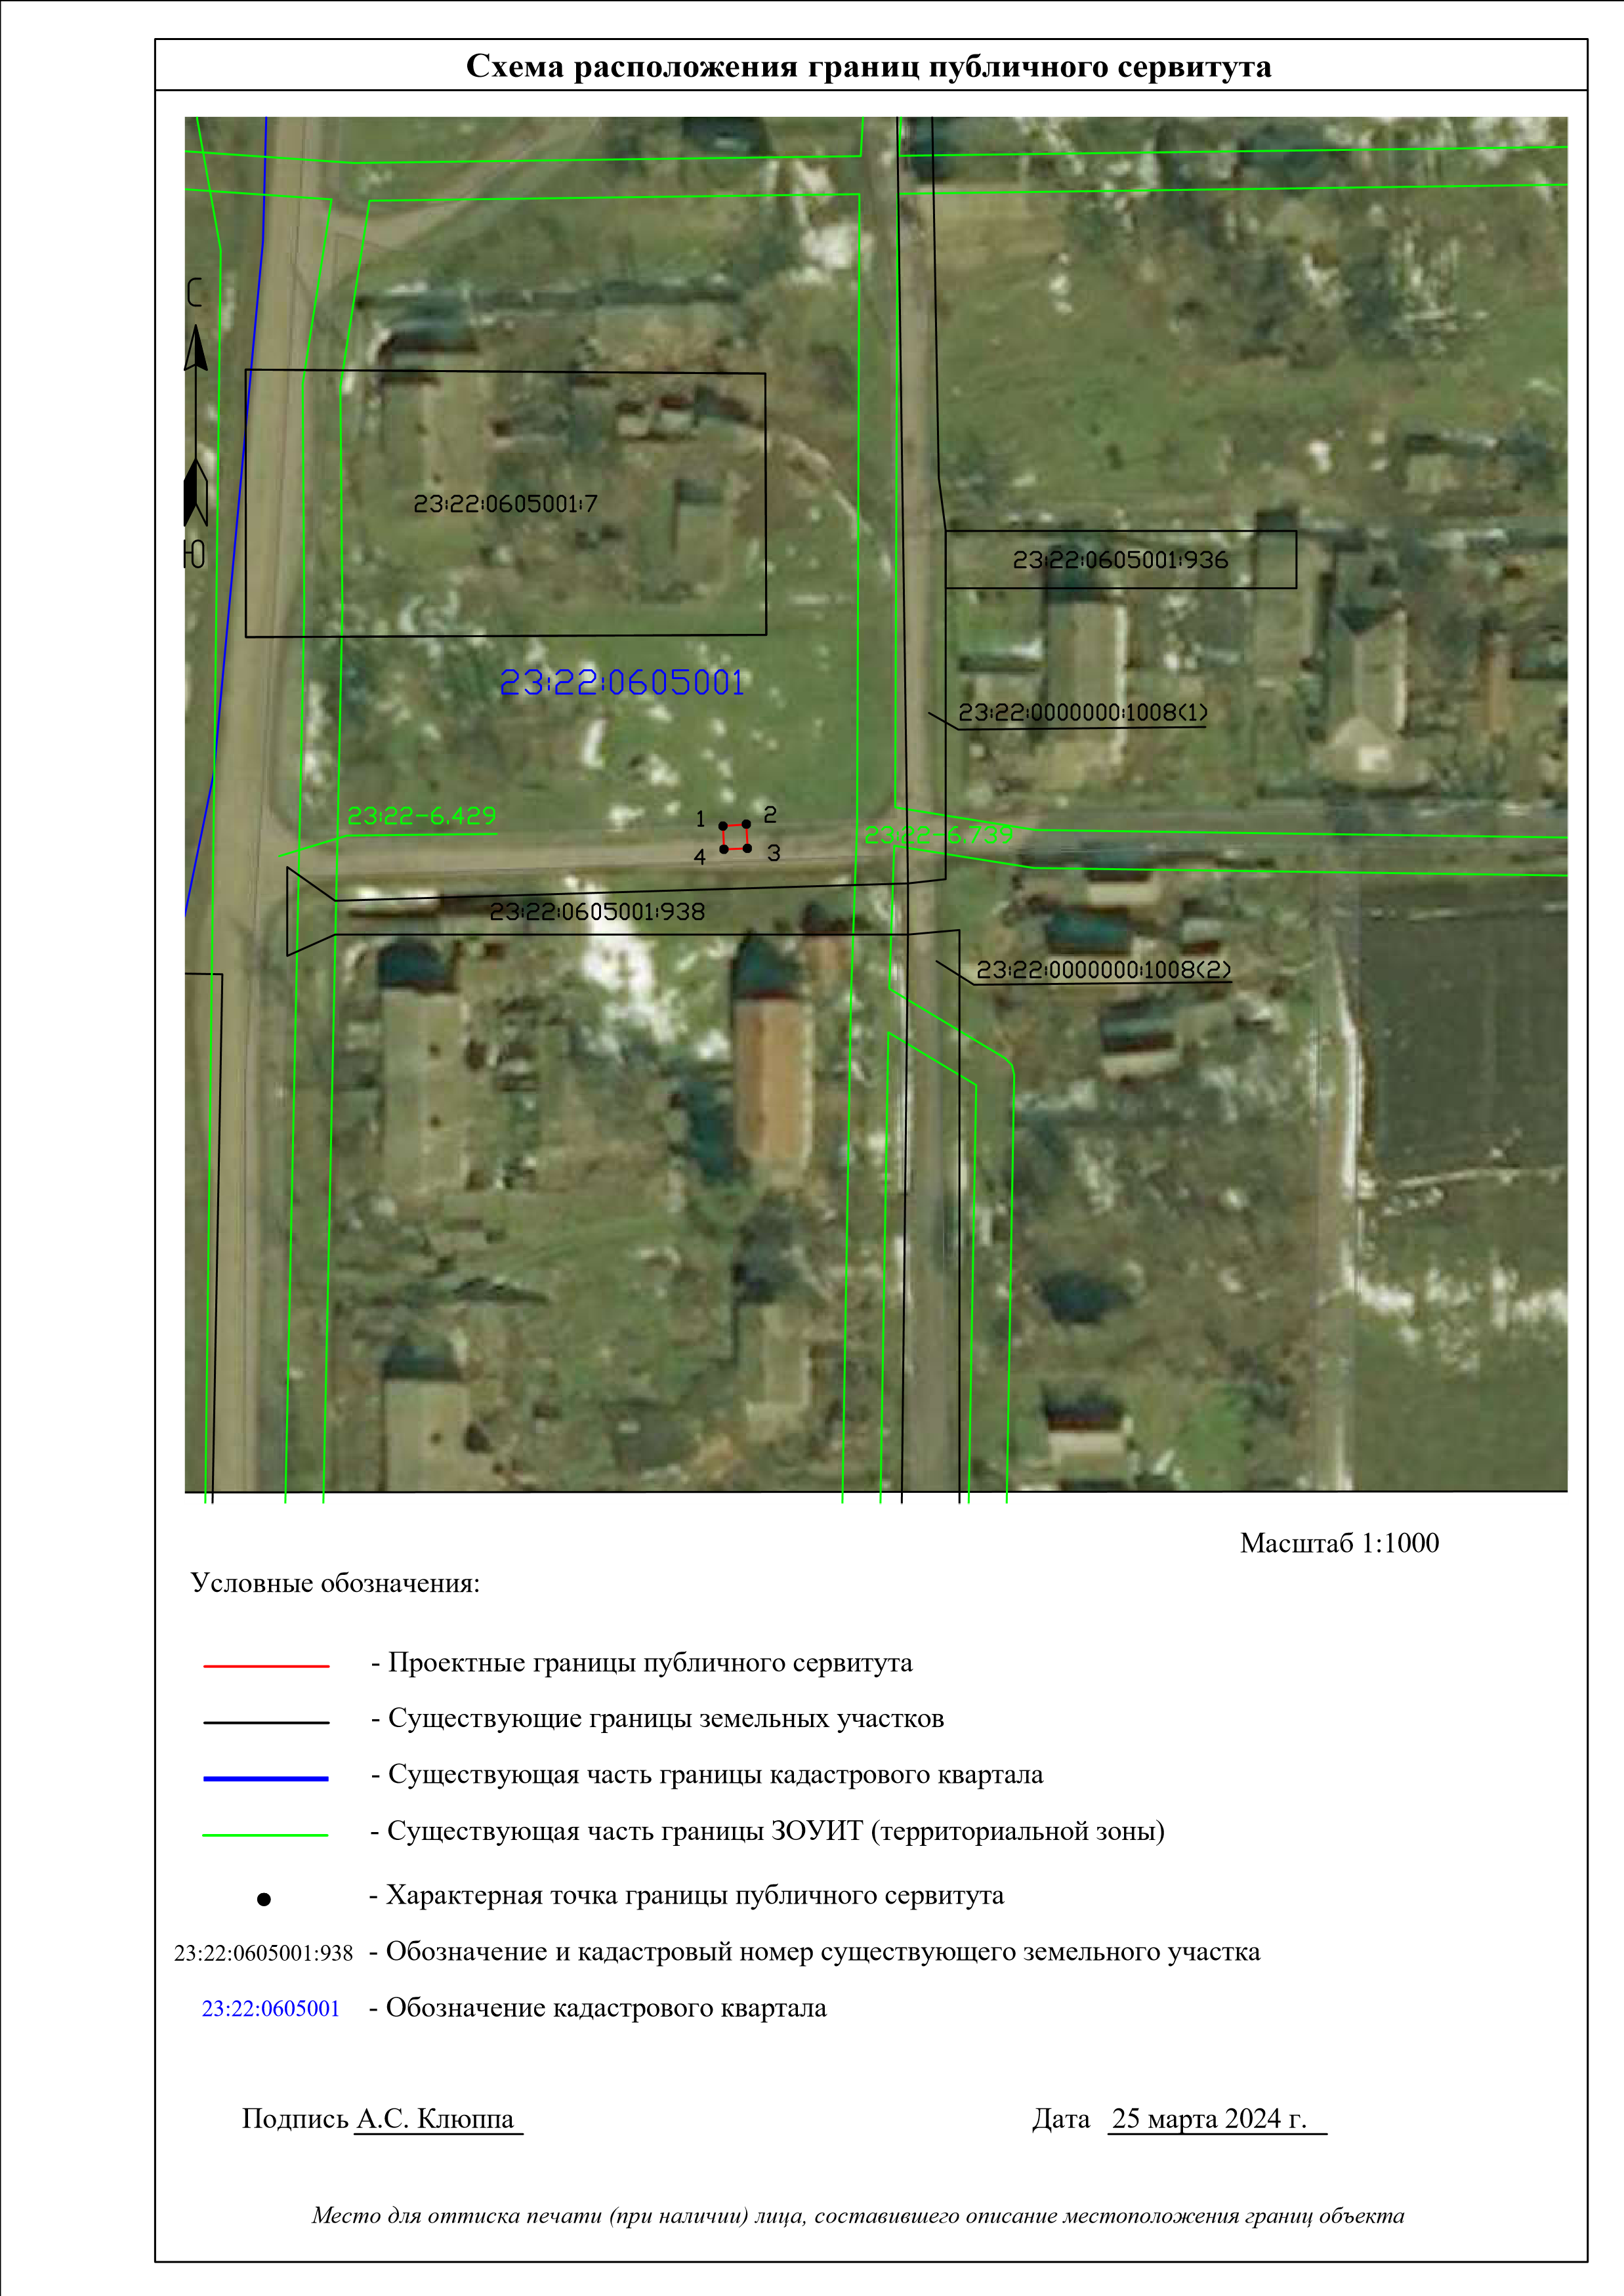 Схема расположения границ публичного сервитута
С
Ю
23:22:0605001:7
23:22:0605001:936
23:22:0605001
23:22:0000000:1008(1)
23:22-6.429
1
2
23:22-6.739
4
3
23:22:0605001:938
23:22:0000000:1008(2)
Масштаб 1:1000
Условные обозначения:
- Проектные границы публичного сервитута
- Существующие границы земельных участков
- Существующая часть границы кадастрового квартала
- Существующая часть границы ЗОУИТ (территориальной зоны)
- Характерная точка границы публичного сервитута
23:22:0605001:938 - Обозначение и кадастровый номер существующего земельного участка
23:22:0605001 - Обозначение кадастрового квартала
Подпись А.С. Клюппа Дата 25 марта 2024 г.
Место для оттиска печати (при наличии) лица, составившего описание местоположения границ объекта